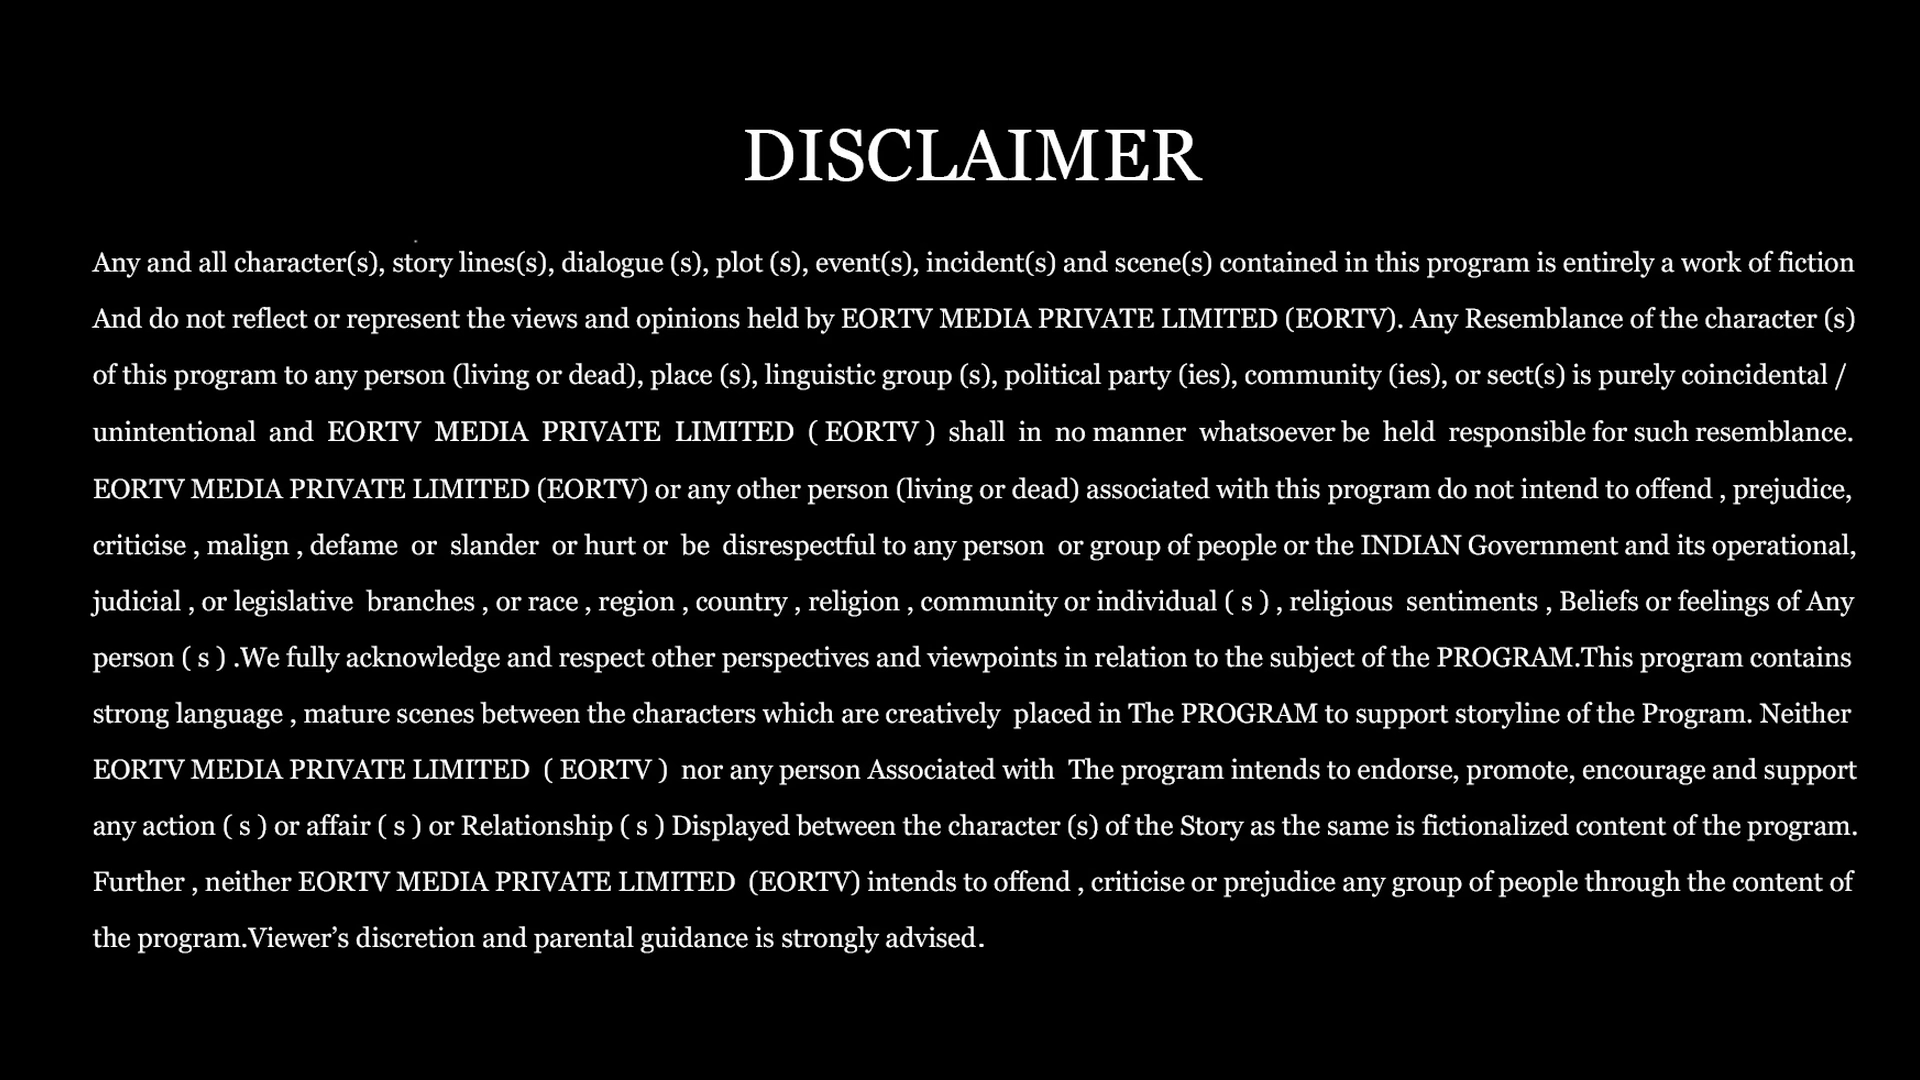 DISCLAIMER
Any and all character(s), story lines(s), dialogue (s), plot (s), event(s), incident(s) and scene(s) contained in this program is entirely a work of fiction
And do not reflect or represent the views and opinions held by EORTV MEDIA PRIVATE LIMITED (EORTV). Any Resemblance of the character (s)
of this program to any person (living or dead), place (s), linguistic group (s), political party (ies), community (ies), or sect(s) is purely coincidental /
unintentional and EORTV MEDIA PRIVATE LIMITED ( EORTV ) shall in no manner whatsoever be held responsible for such resemblance.
EORTV MEDIA PRIVATE LIMITED (EORTV) or any other person (living or dead) associated with this program do not intend to offend , prejudice,
criticise , malign , defame or slander or hurt or be disrespectful to any person or group of people or the INDIAN Government and its operational,
judicial , or legislative branches , or race , region , country , religion , community or individual ( s ) , religious sentiments , Beliefs or feelings of Any
person ( s ) .We fully acknowledge and respect other perspectives and viewpoints in relation to the subject of the PROGRAM.This program contains
strong language , mature scenes between the characters which are creatively placed in The PROGRAM to support storyline of the Program. Neither
EORTV MEDIA PRIVATE LIMITED ( EORTV ) nor any person Associated with The program intends to endorse, promote, encourage and support
any action ( s ) or affair ( s ) or Relationship ( s ) Displayed between the character (s) of the Story as the same is fictionalized content of the program.
Further , neither EORTV MEDIA PRIVATE LIMITED (EORTV) intends to offend , criticise or prejudice any group of people through the content of
the program.Viewer’s discretion and parental guidance is strongly advised.